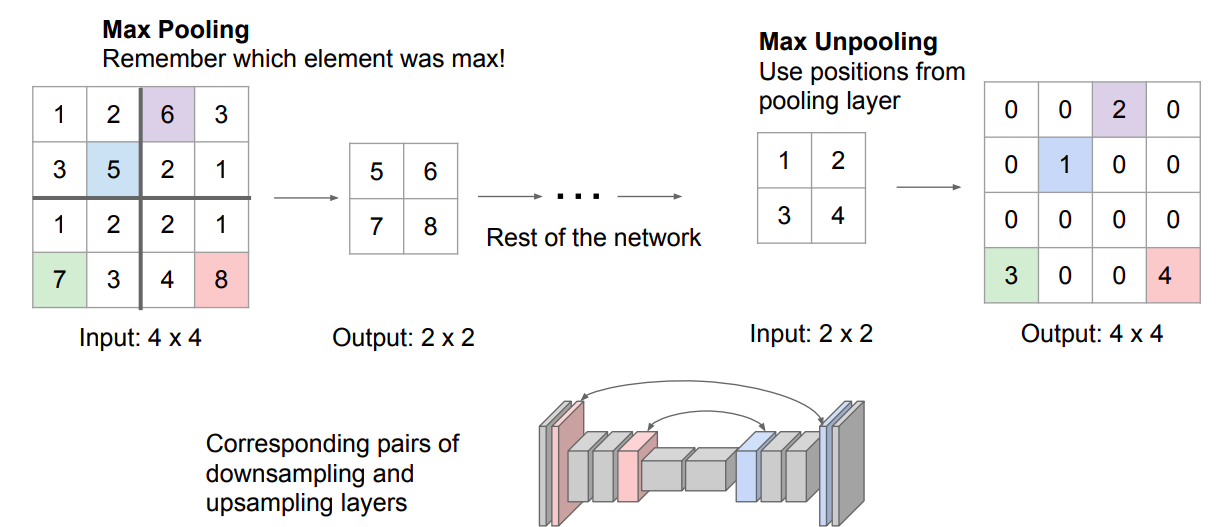 Max Pooling
Remember which element was max!
1 2 6 3
3 5 2 1
1 2 2 1
7 3 4 8
Input: 4 x 4
5 6
7 8
Output: 2 x 2
...
Rest of the network
Max Unpooling
Use positions from
pooling layer
1 2
3 4
Input: 2 x 2
0 0 2 0
0 1 0 0
0 0 0 0
3 0 0 4
Output: 4 x 4
Corresponding pairs of
downsampling and
upsampling layers